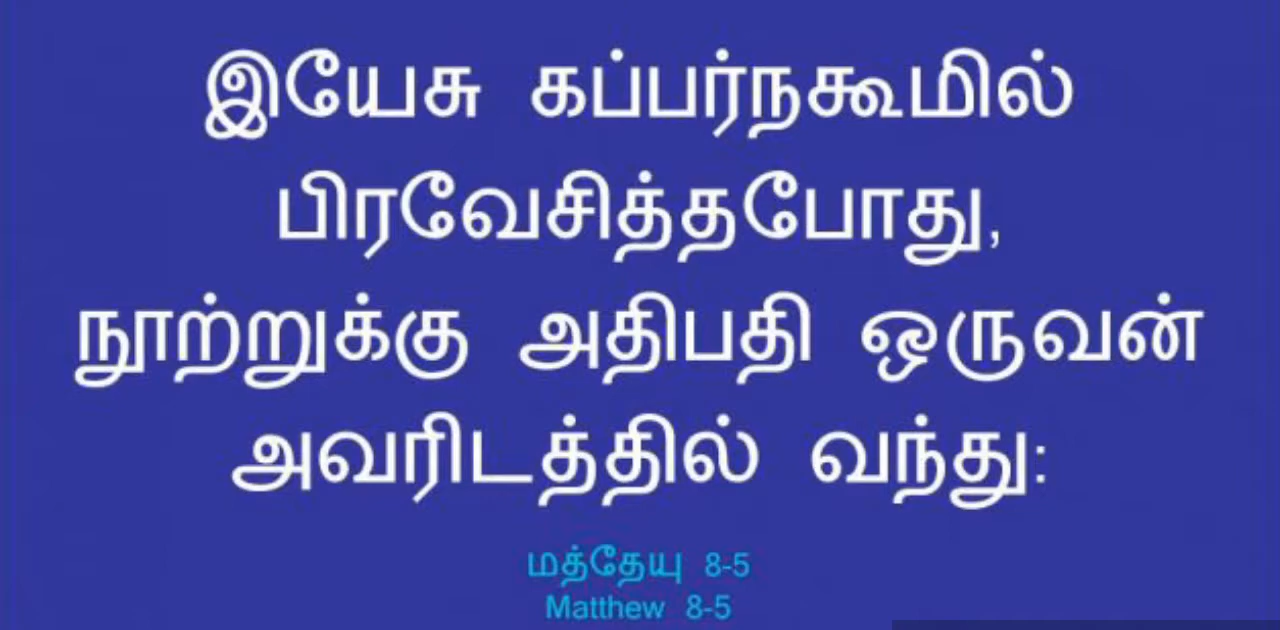 இயேசு கப்பர்நகூமில்
பிரவேசித்தபோது,
நூற்றுக்கு அதிபதி ஒருவன்
அவரிடத்தில் வந்து:
மத்தேயு 8-5
Matthew 8-5